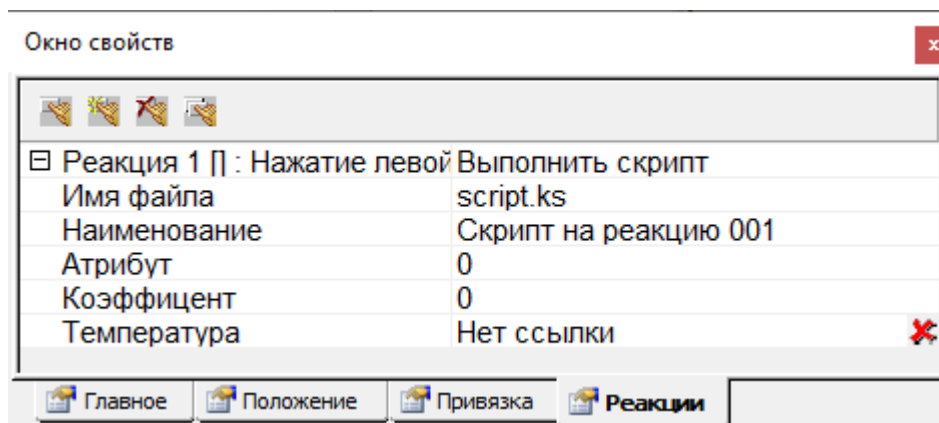 Окно свойств
x
Реакция 1 [] : Нажатие левой Выполнить скрипт
Имя файла script.ks
Наименование Скрипт на реакцию 001
Атрибут 0
Коэффицент 0
Температура Нет ссылки
Главное Положение Привязка Реакции